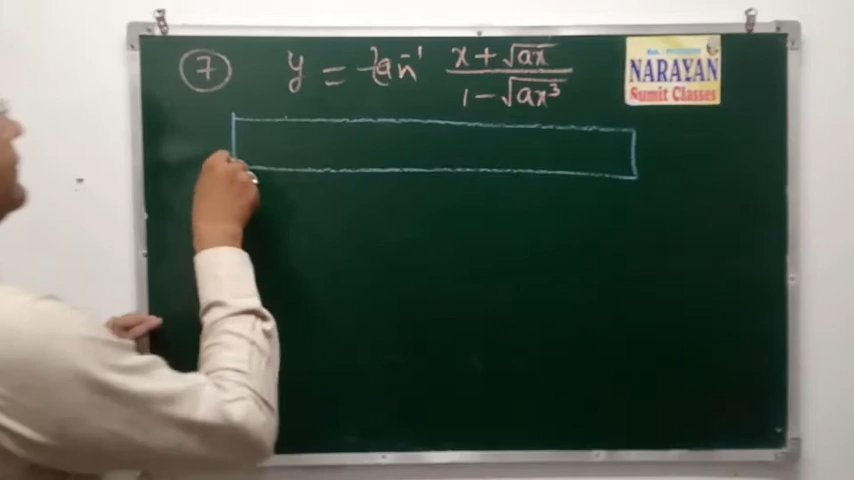 7 y = tan⁻¹ (x + √ax) / (1 - √ax³)
NARAYAN
Sumit Classes